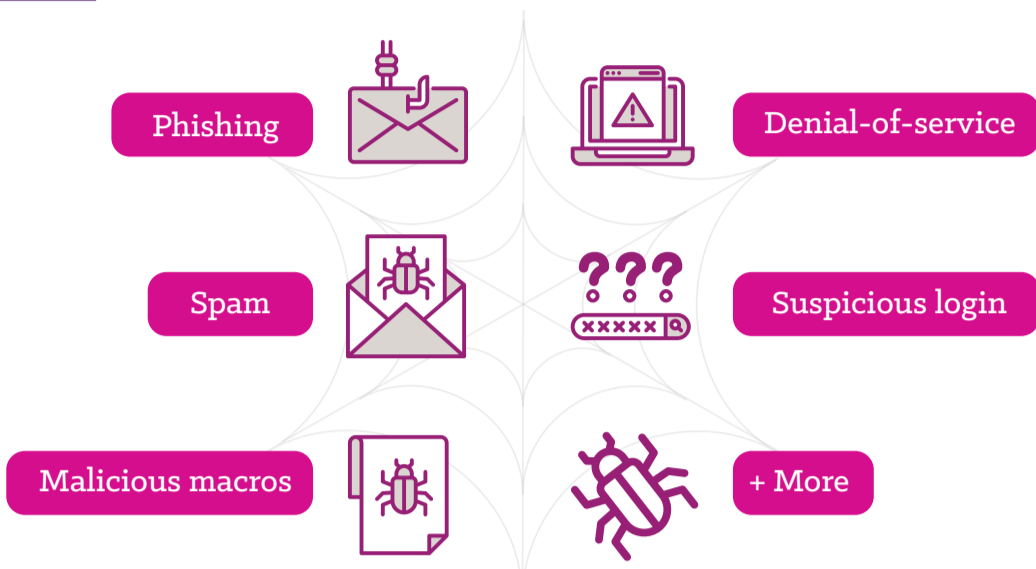 Phishing
Denial-of-service
Spam
Suspicious login
Malicious macros
+ More